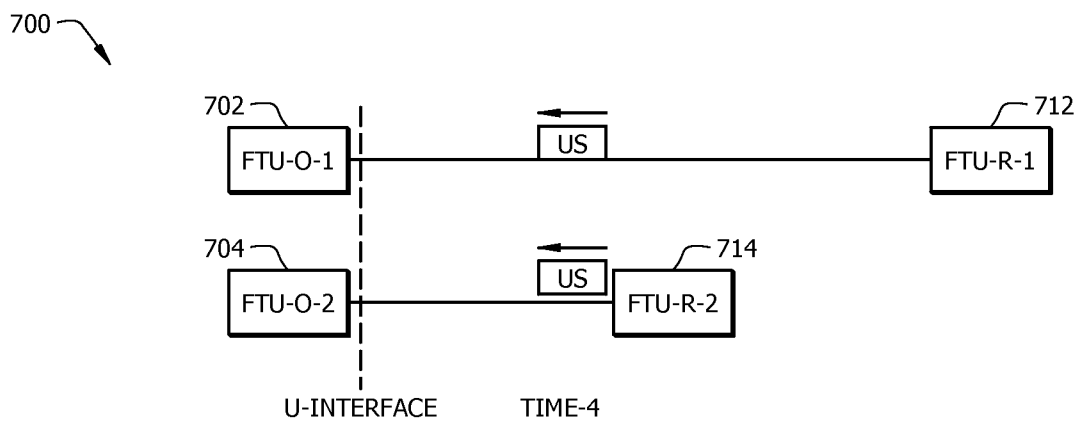 700
702
712
US
FTU-O-1
FTU-R-1
704
714
US
FTU-O-2
FTU-R-2
U-INTERFACE
TIME-4